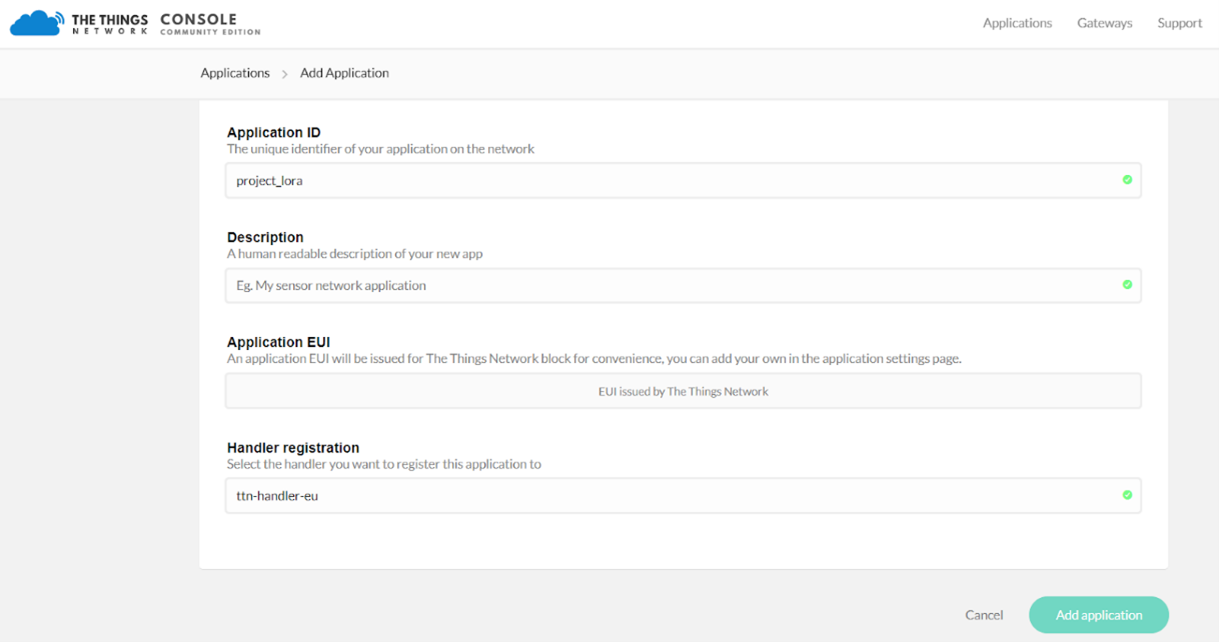 THE THINGS CONSOLE
NETWORK COMMUNITY EDITION
Applications Gateways Support
Applications > Add Application
Application ID
The unique identifier of your application on the network
project_lora
Description
A human readable description of your new app
Eg. My sensor network application
Application EUI
An application EUI will be issued for The Things Network block for convenience, you can add your own in the application settings page.
EUI issued by The Things Network
Handler registration
Select the handler you want to register this application to
ttn-handler-eu
Cancel Add application